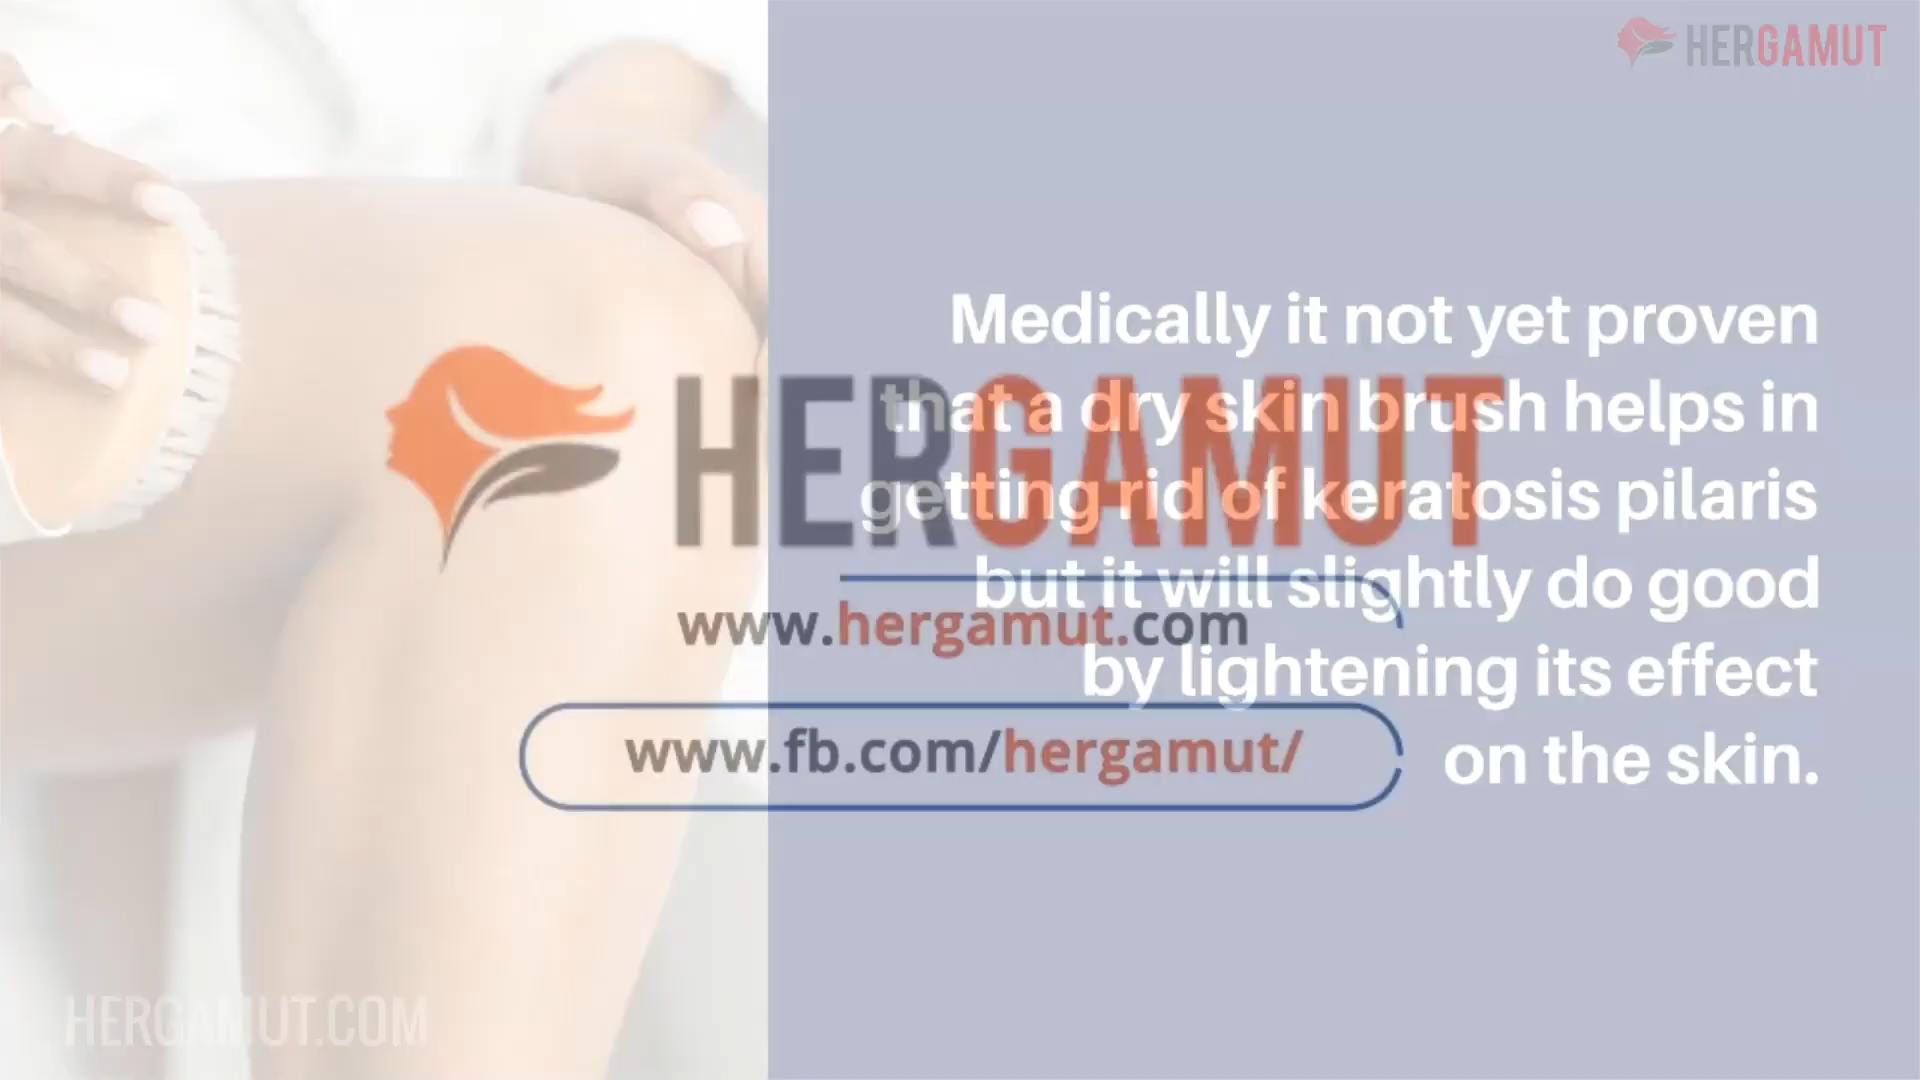 HERGAMUT
Medically it not yet proven
that a dry skin brush helps in
getting rid of keratosis pilaris
but it will slightly do good
by lightening its effect
on the skin.
HERGAMUT
www.hergamut.com
www.fb.com/hergamut/
HERGAMUT.COM